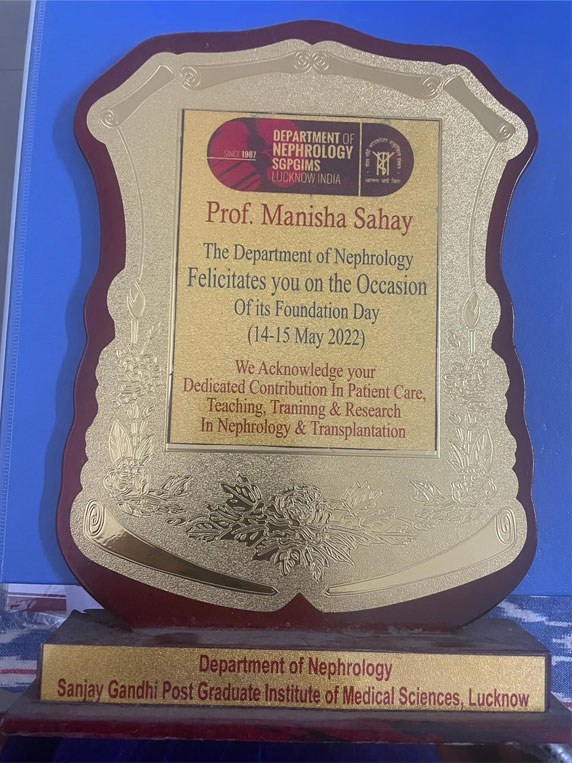 DEPARTMENT OF
NEPHROLOGY
SGPGIMS
LUCKNOW INDIA
SINCE 1987
Prof. Manisha Sahay
The Department of Nephrology
Felicitates you on the Occasion
Of its Foundation Day
(14-15 May 2022)
We Acknowledge your
Dedicated Contribution In Patient Care,
Teaching, Traninng & Research
In Nephrology & Transplantation
Department of Nephrology
Sanjay Gandhi Post Graduate Institute of Medical Sciences, Lucknow